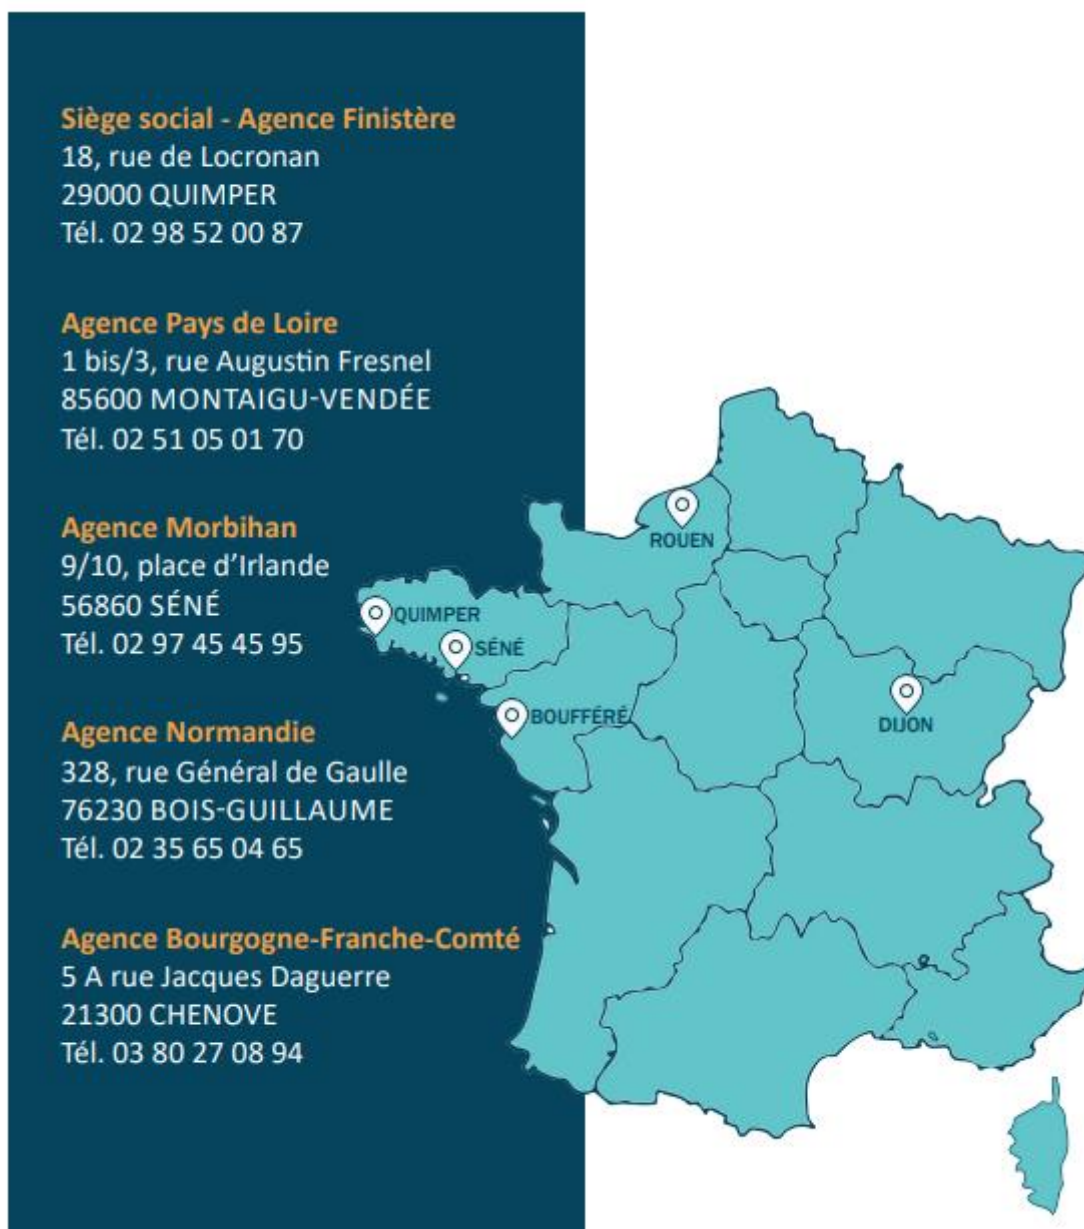 Siège social - Agence Finistère
18, rue de Locronan
29000 QUIMPER
Tél. 02 98 52 00 87
Agence Pays de Loire
1 bis/3, rue Augustin Fresnel
85600 MONTAIGU-VENDÉE
Tél. 02 51 05 01 70
Agence Morbihan
9/10, place d'Irlande
56860 SÉNÉ
Tél. 02 97 45 45 95
Agence Normandie
328, rue Général de Gaulle
76230 BOIS-GUILLAUME
Tél. 02 35 65 04 65
Agence Bourgogne-Franche-Comté
5 A rue Jacques Daguerre
21300 CHENOVE
Tél. 03 80 27 08 94
ROUEN
QUIMPER
SÉNÉ
BOUFFÉRÉ
DIJON